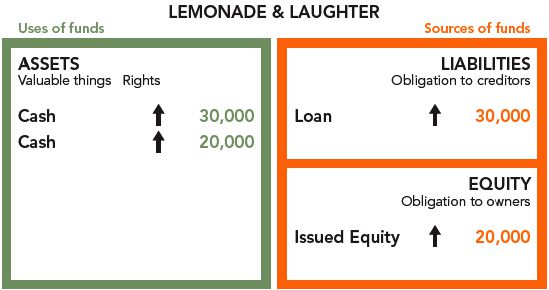 LEMONADE & LAUGHTER
Uses of funds
Sources of funds
ASSETS
Valuable things Rights
Cash 30,000
Cash 20,000
LIABILITIES
Obligation to creditors
Loan 30,000
EQUITY
Obligation to owners
Issued Equity 20,000